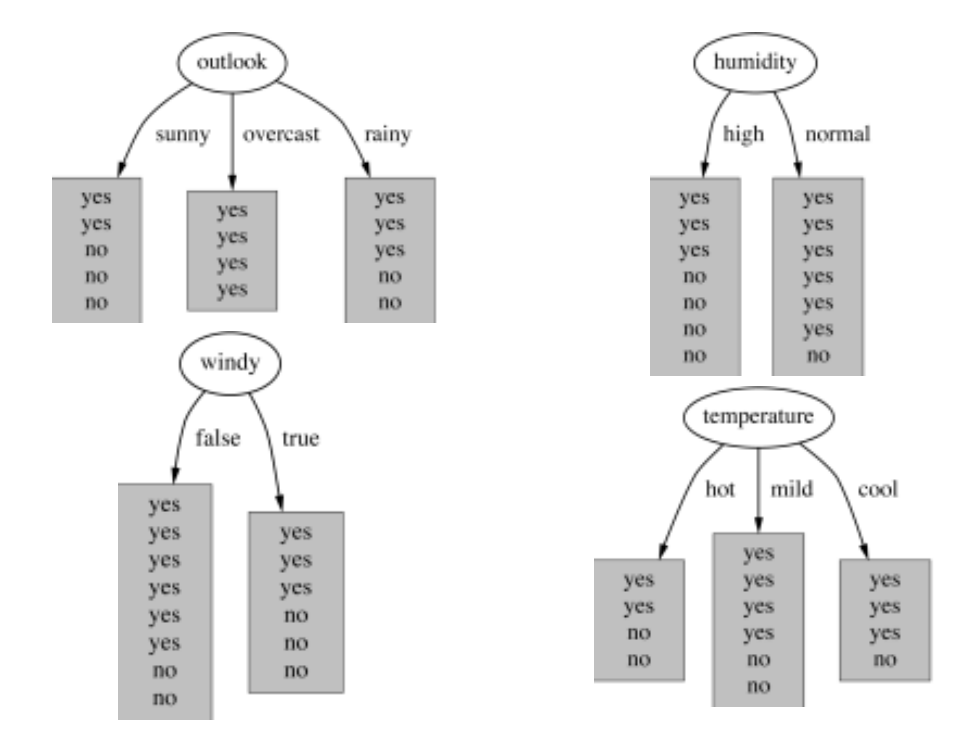 outlook
sunny overcast rainy
yes
yes
no
no
no
yes
yes
yes
yes
yes
yes
yes
no
no
humidity
high normal
yes
yes
yes
no
no
no
no
yes
yes
yes
yes
yes
yes
no
windy
false true
yes
yes
yes
yes
yes
yes
no
no
yes
yes
yes
no
no
no
temperature
hot mild cool
yes
yes
no
no
yes
yes
yes
yes
no
no
yes
yes
yes
no